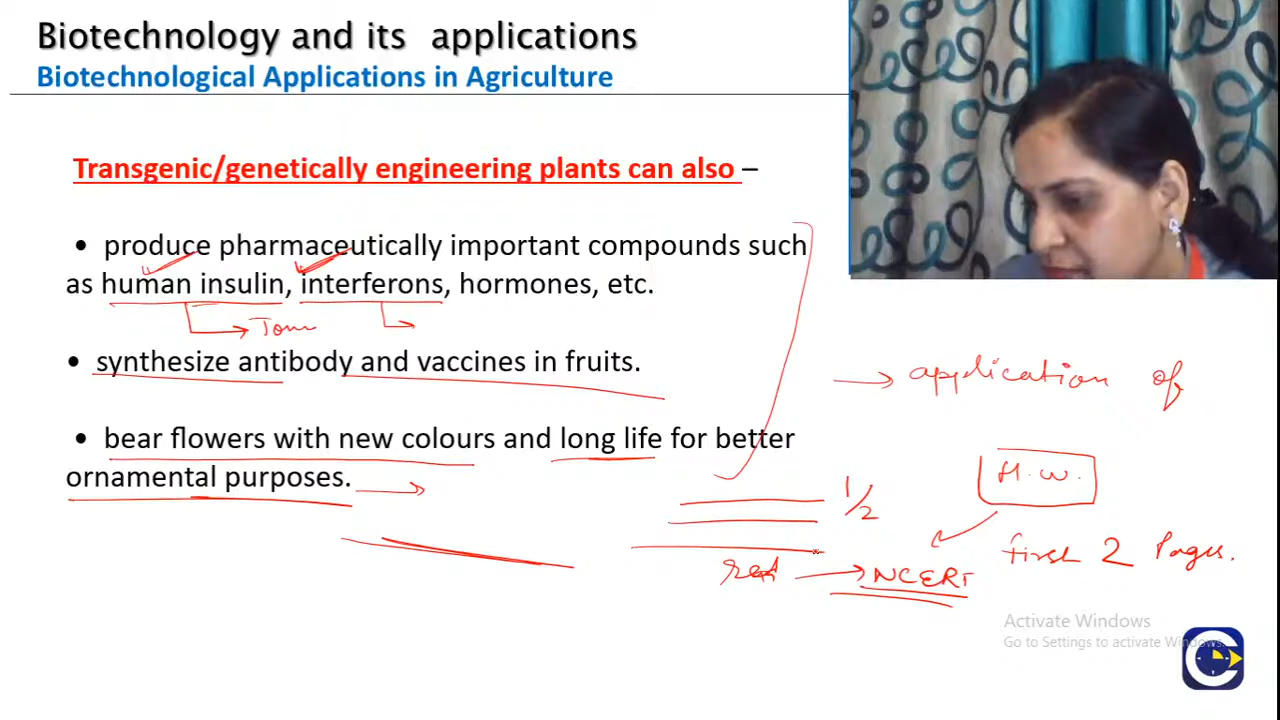 Biotechnology and its applications
Biotechnological Applications in Agriculture
Transgenic/genetically engineering plants can also –
• produce pharmaceutically important compounds such
as human insulin, interferons, hormones, etc.
• synthesize antibody and vaccines in fruits.
application of
• bear flowers with new colours and long life for better
ornamental purposes.
H.W.
1/2
first 2 Pages.
NCERT
Activate Windows
Go to Settings to activate Windows.